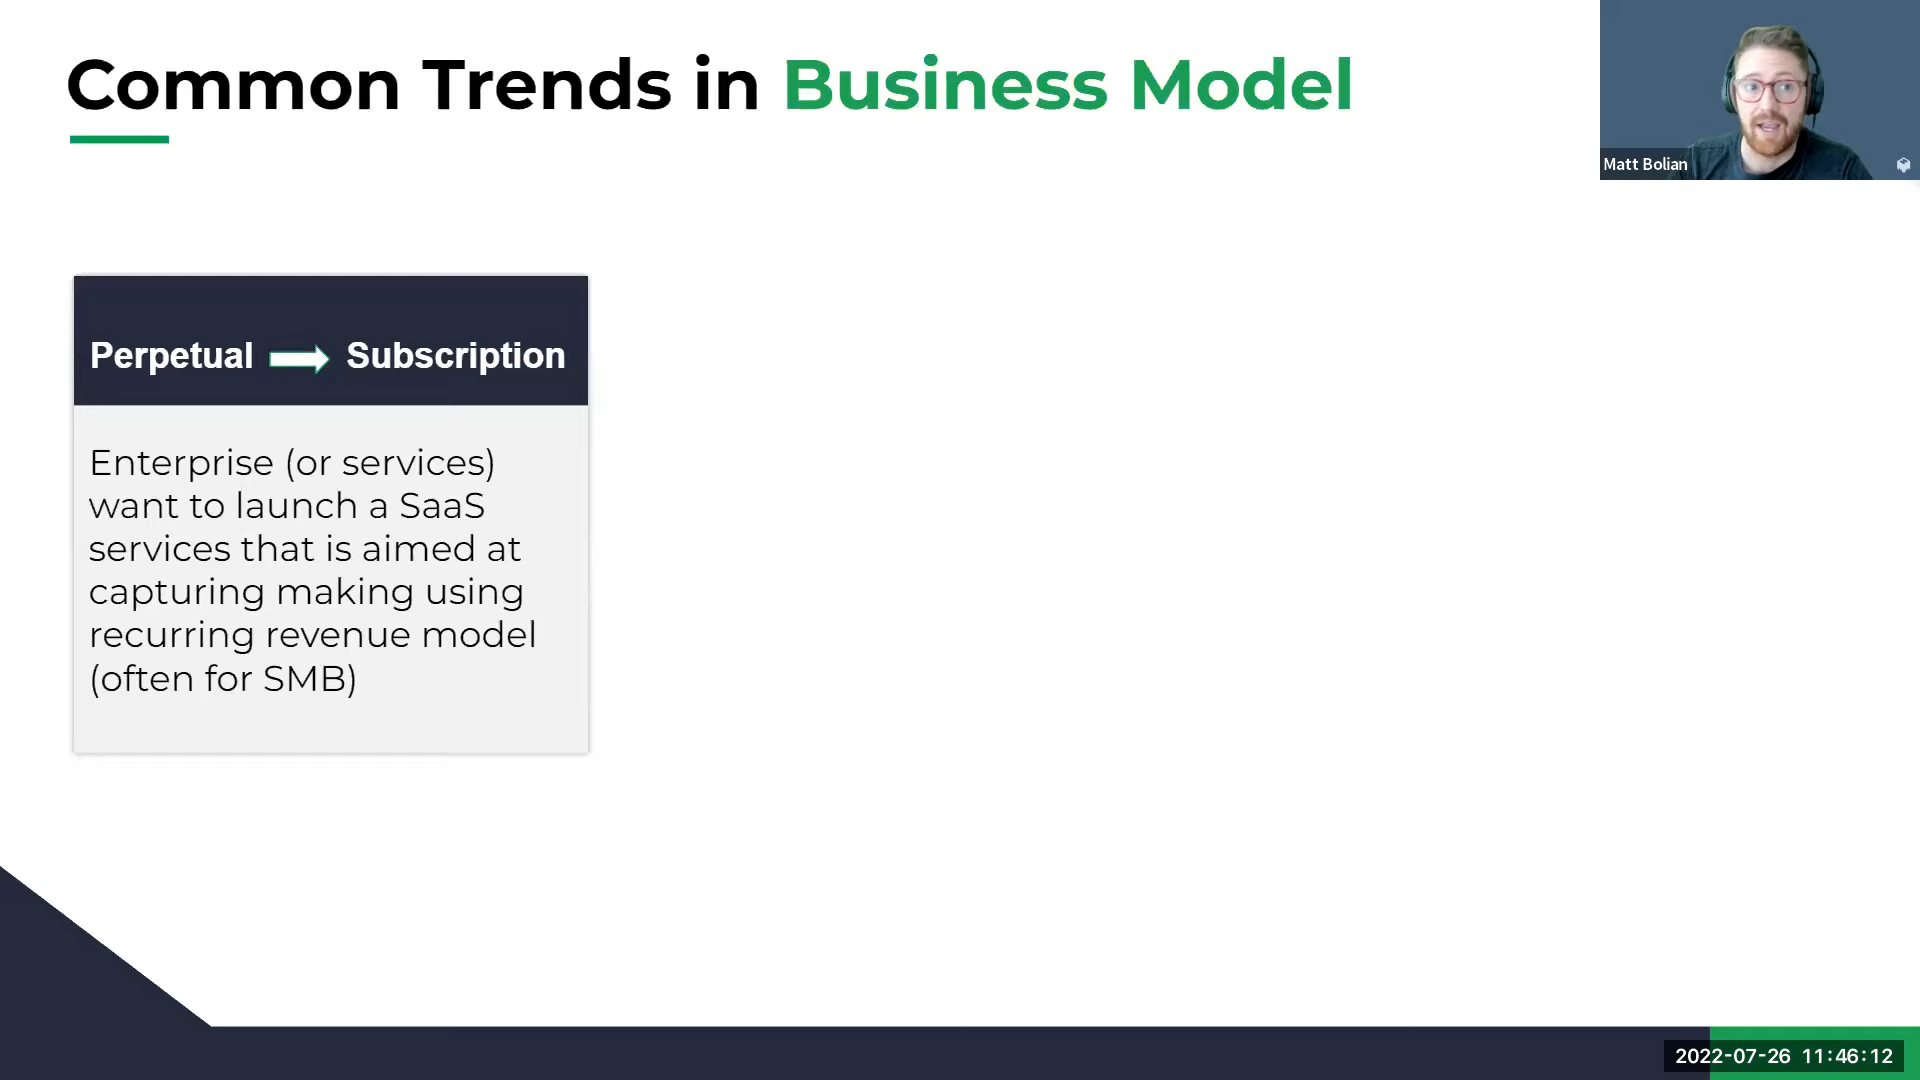 Common Trends in Business Model
Matt Bolian
Perpetual Subscription
Enterprise (or services)
want to launch a SaaS
services that is aimed at
capturing making using
recurring revenue model
(often for SMB)
2022-07-26 11:46:12